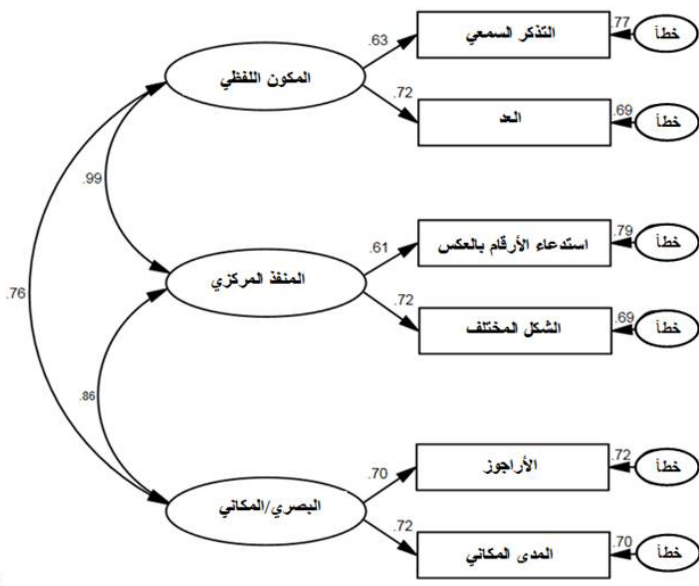 التذكر السمعي
.77
خطأ
.63
المكون اللفظي
.72
العد
.69
خطأ
.99
استدعاء الأرقام بالعكس
.79
خطأ
.61
المنفذ المركزي
.72
الشكل المختلف
.69
خطأ
.76
.86
الأراجوز
.72
خطأ
.70
البصري/المكاني
.72
المدى المكاني
.70
خطأ